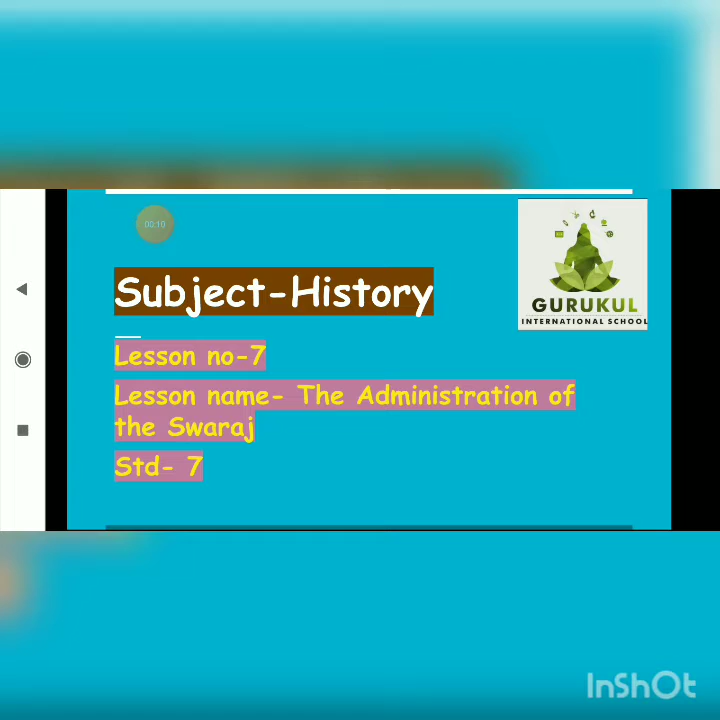 00:10
Subject-History
GURUKUL
INTERNATIONAL SCHOOL
Lesson no-7
Lesson name- The Administration of
the Swaraj
Std- 7
InShOt